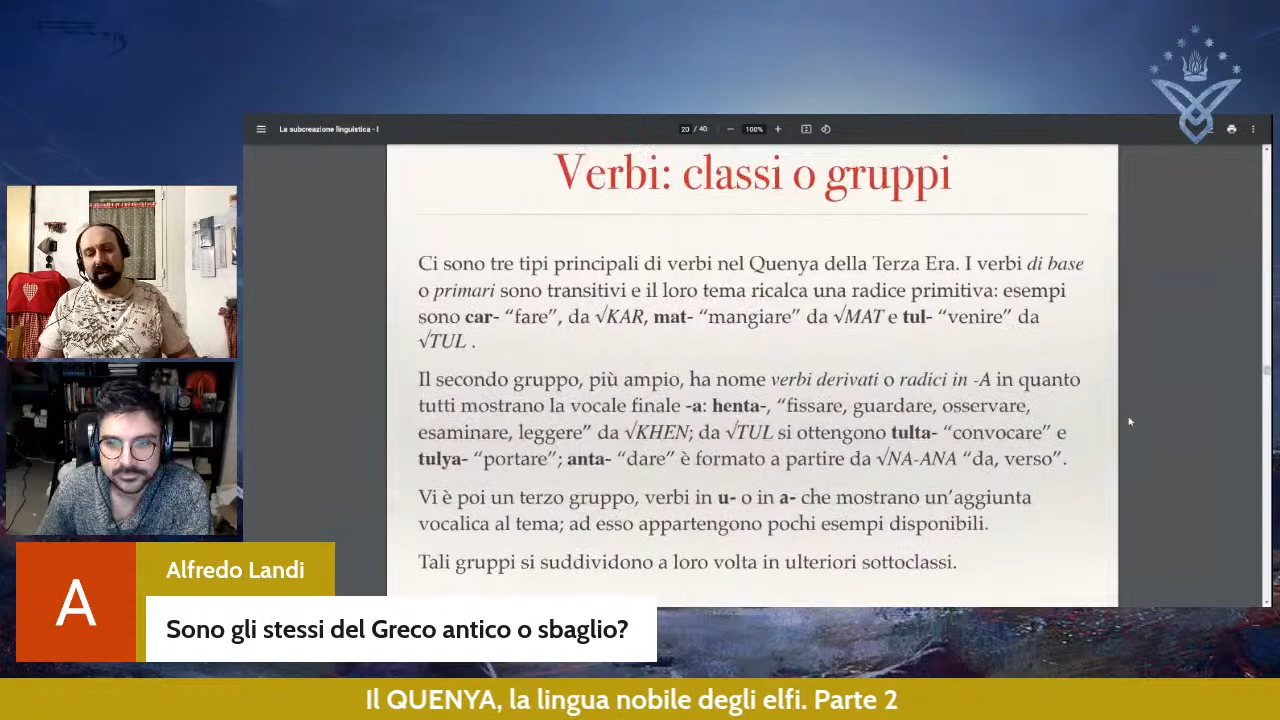 La subcreazione linguistica - I
20 / 40
100%
Verbi: classi o gruppi
Ci sono tre tipi principali di verbi nel Quenya della Terza Era. I verbi di base
o primari sono transitivi e il loro tema ricalca una radice primitiva: esempi
sono car- “fare”, da √KAR, mat- “mangiare” da √MAT e tul- “venire” da
√TUL .
Il secondo gruppo, più ampio, ha nome verbi derivati o radici in -A in quanto
tutti mostrano la vocale finale -a: henta-, “fissare, guardare, osservare,
esaminare, leggere” da √KHEN; da √TUL si ottengono tulta- “convocare” e
tulya- “portare”; anta- “dare” è formato a partire da √NA-ANA “da, verso”.
Vi è poi un terzo gruppo, verbi in u- o in a- che mostrano un’aggiunta
vocalica al tema; ad esso appartengono pochi esempi disponibili.
Tali gruppi si suddividono a loro volta in ulteriori sottoclassi.
A
Alfredo Landi
Sono gli stessi del Greco antico o sbaglio?
Il QUENYA, la lingua nobile degli elfi. Parte 2